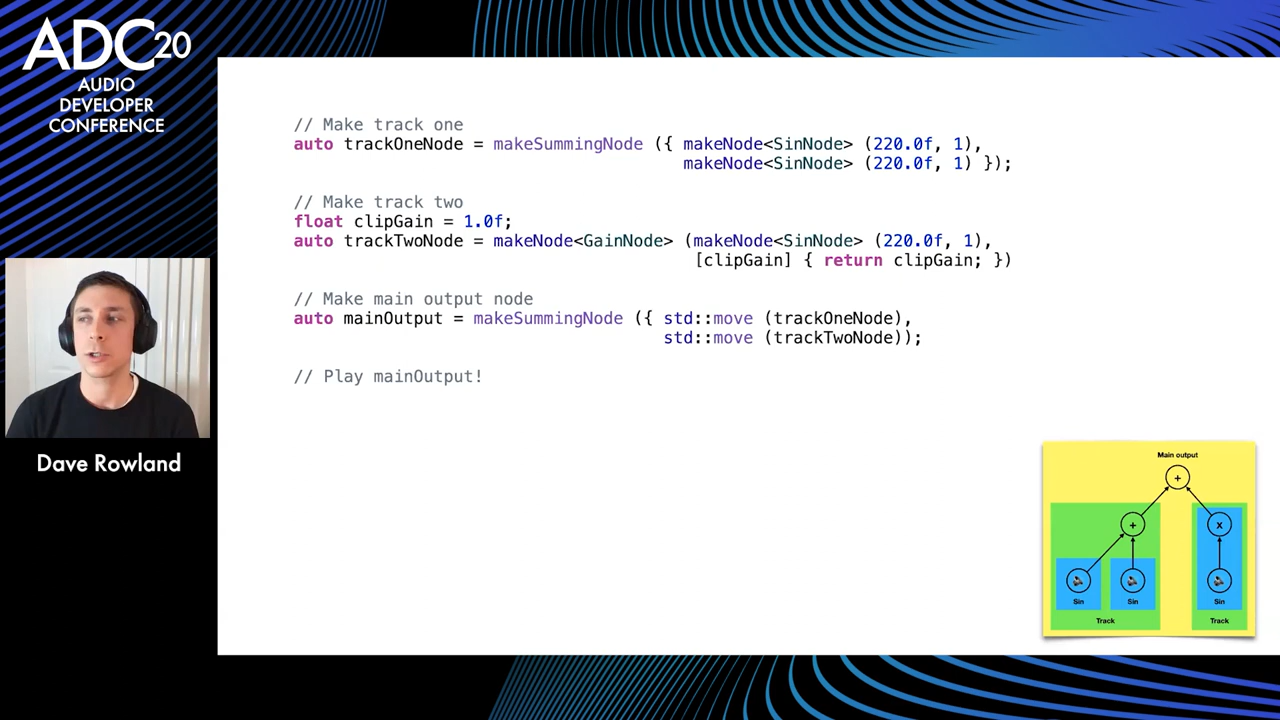 ADC20
AUDIO
DEVELOPER
CONFERENCE
// Make track one
auto trackOneNode = makeSummingNode ({ makeNode<SinNode> (220.0f, 1),
makeNode<SinNode> (220.0f, 1) });
// Make track two
float clipGain = 1.0f;
auto trackTwoNode = makeNode<GainNode> (makeNode<SinNode> (220.0f, 1),
[clipGain] { return clipGain; })
// Make main output node
auto mainOutput = makeSummingNode ({ std::move (trackOneNode),
std::move (trackTwoNode));
// Play mainOutput!
Dave Rowland
Main output
+
+
x
Sin
Sin
Sin
Track
Track